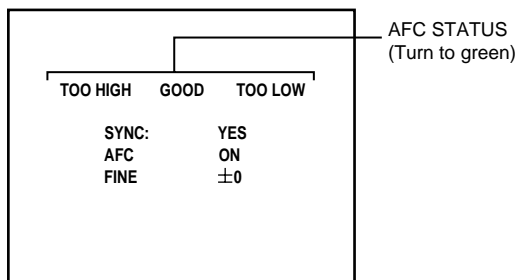 AFC STATUS
(Turn to green)
TOO HIGH GOOD TOO LOW
SYNC: YES
AFC ON
FINE ±0